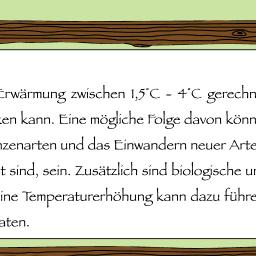 Erwärmung zwischen 1,5°C - 4°C gerechn
ken kann. Eine mögliche Folge davon könn
nzenarten und das Einwandern neuer Arte
t sind, sein. Zusätzlich sind biologische u
ine Temperaturerhöhung kann dazu führe
aten.